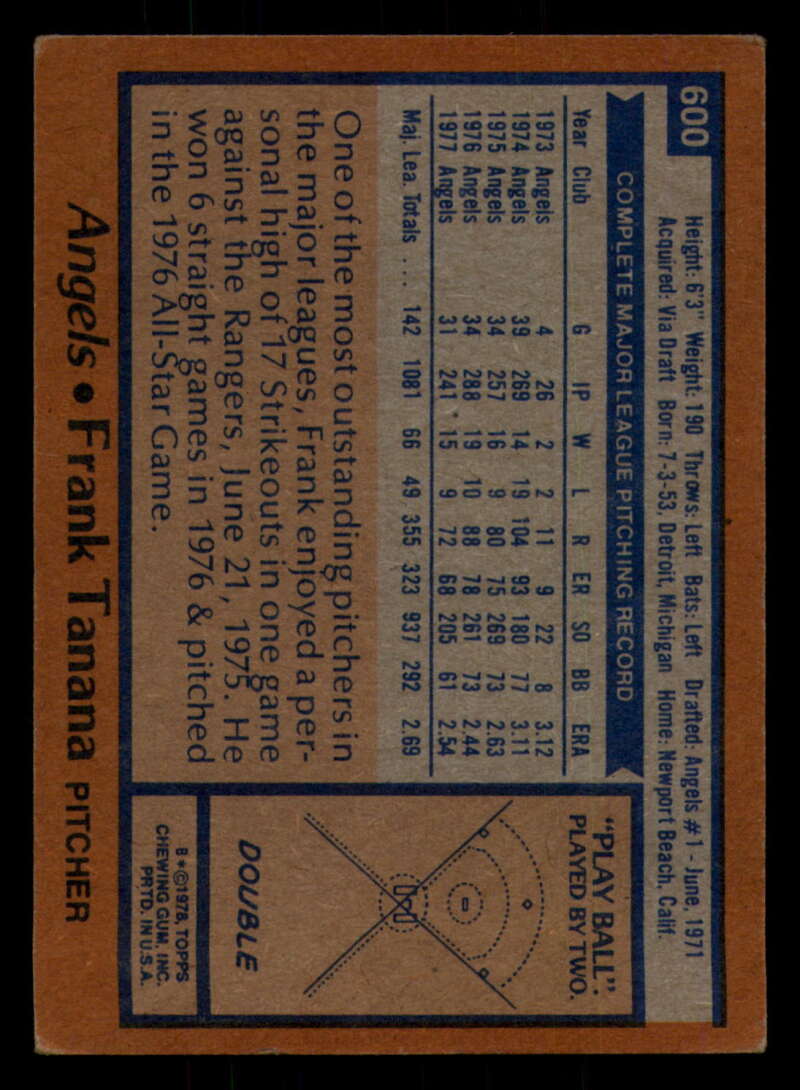 600
Height: 6'3" Weight: 190 Throws: Left Bats: Left Drafted: Angels #1 - June, 1971
Acquired: Via Draft Born: 7-3-53, Detroit, Michigan Home: Newport Beach, Calif.
COMPLETE MAJOR LEAGUE PITCHING RECORD
Year Club G IP W L R ER SO BB ERA
1973 Angels 4 26 2 2 11 9 22 8 3.12
1974 Angels 39 269 14 19 104 93 180 77 3.11
1975 Angels 34 257 16 9 80 75 269 73 2.63
1976 Angels 34 288 19 10 88 78 261 73 2.44
1977 Angels 31 241 15 9 72 68 205 61 2.54
Maj. Lea. Totals ... 142 1081 66 49 355 323 937 292 2.69
One of the most outstanding pitchers in
the major leagues, Frank enjoyed a per-
sonal high of 17 Strikeouts in one game
against the Rangers, June 21, 1975. He
won 6 straight games in 1976 & pitched
in the 1976 All-Star Game.
"PLAY BALL":
PLAYED BY TWO.
DOUBLE
B*©1978, TOPPS
CHEWING GUM, INC.
PRTD. IN U.S.A.
Angels • Frank Tanana PITCHER